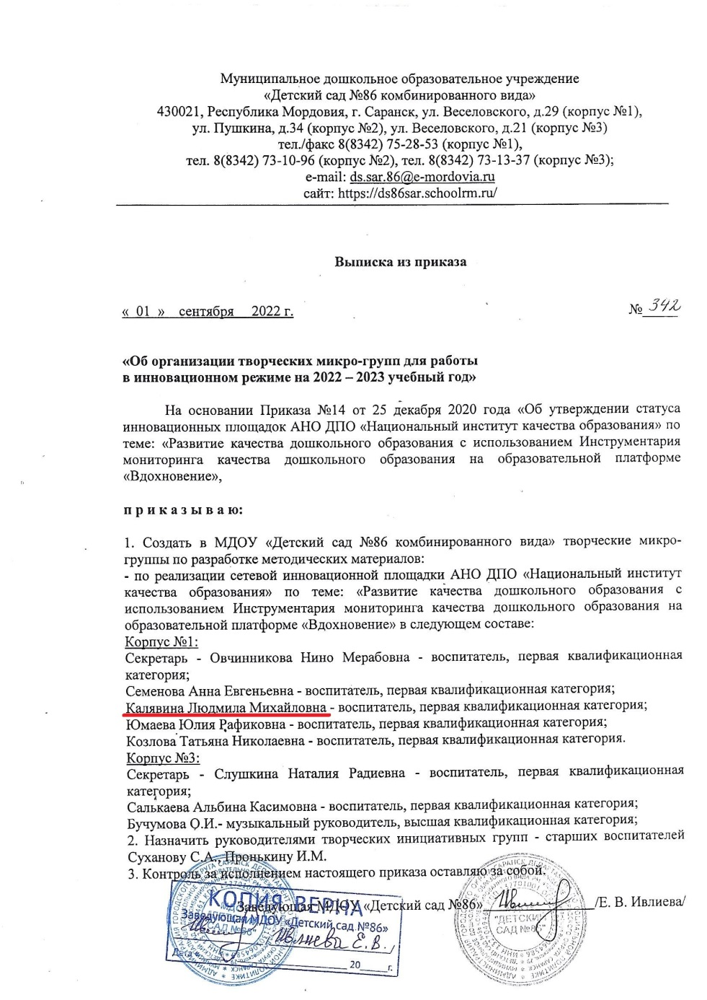 Муниципальное дошкольное образовательное учреждение
«Детский сад №86 комбинированного вида»
430021, Республика Мордовия, г. Саранск, ул. Веселовского, д.29 (корпус №1),
ул. Пушкина, д.34 (корпус №2), ул. Веселовского, д.21 (корпус №3)
тел./факс 8(8342) 75-28-53 (корпус №1),
тел. 8(8342) 73-10-96 (корпус №2), тел. 8(8342) 73-13-37 (корпус №3);
e-mail: ds.sar.86@e-mordovia.ru
сайт: https://ds86sar.schoolrm.ru/
Выписка из приказа
« 01 » сентября 2022 г. № 342
«Об организации творческих микро-групп для работы
в инновационном режиме на 2022 – 2023 учебный год»
На основании Приказа №14 от 25 декабря 2020 года «Об утверждении статуса
инновационных площадок АНО ДПО «Национальный институт качества образования» по
теме: «Развитие качества дошкольного образования с использованием Инструментария
мониторинга качества дошкольного образования на образовательной платформе
«Вдохновение»,
п р и к а з ы в а ю:
1. Создать в МДОУ «Детский сад №86 комбинированного вида» творческие микро-
группы по разработке методических материалов:
- по реализации сетевой инновационной площадки АНО ДПО «Национальный институт
качества образования» по теме: «Развитие качества дошкольного образования с
использованием Инструментария мониторинга качества дошкольного образования на
образовательной платформе «Вдохновение» в следующем составе:
Корпус №1:
Секретарь - Овчинникова Нино Мерабовна - воспитатель, первая квалификационная
категория;
Семенова Анна Евгеньевна - воспитатель, первая квалификационная категория;
Калявина Людмила Михайловна - воспитатель, первая квалификационная категория;
Юмаева Юлия Рафиковна - воспитатель, первая квалификационная категория;
Козлова Татьяна Николаевна - воспитатель, первая квалификационная категория.
Корпус №3:
Секретарь - Слушкина Наталия Радиевна - воспитатель, первая квалификационная
категория;
Салькаева Альбина Касимовна - воспитатель, первая квалификационная категория;
Бучумова О.И.- музыкальный руководитель, высшая квалификационная категория;
2. Назначить руководителями творческих инициативных групп - старших воспитателей
Суханову С.А., Пронькину И.М.
3. Контроль за исполнением настоящего приказа оставляю за собой.
Заведующая МДОУ «Детский сад №86» /Е. В. Ивлиева/
КОПИЯ ВЕРНА
Заведующая МДОУ «Детский сад №86»
Ивлиева Е.В.,
Дата 20 г.
"ДЕТСКИЙ
САД №86"